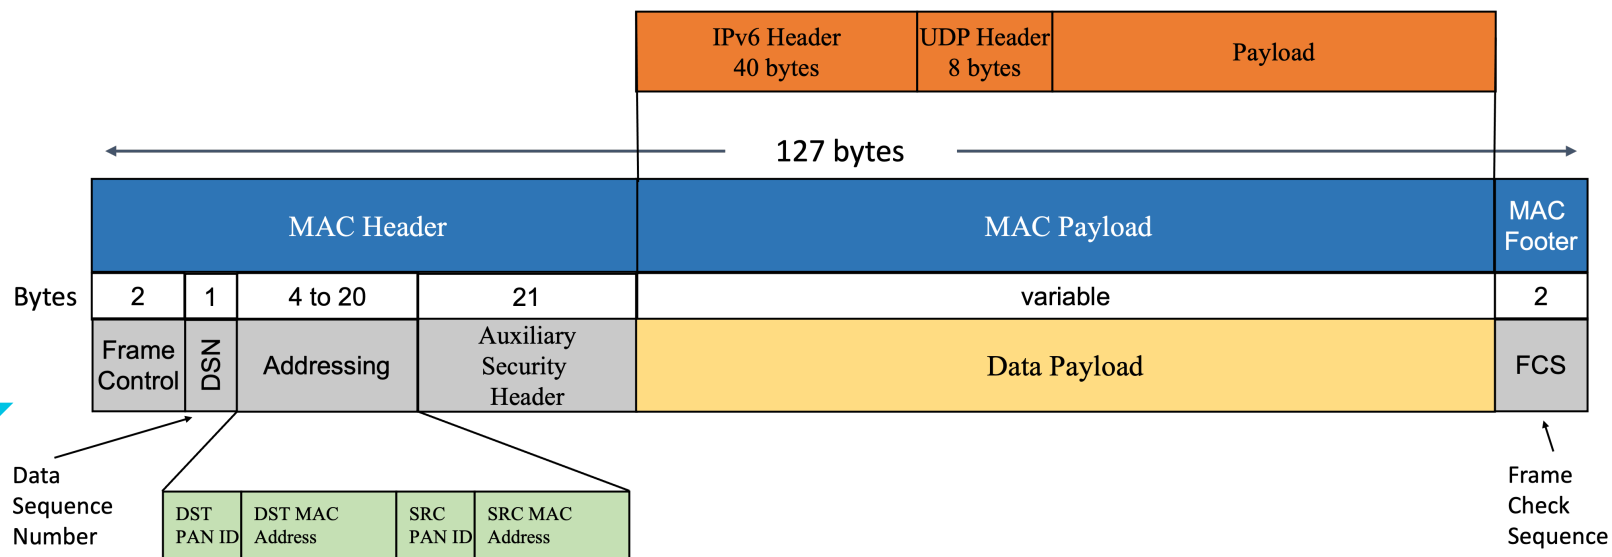 IPv6 Header
40 bytes
UDP Header
8 bytes
Payload
127 bytes
MAC Header
MAC Payload
MAC
Footer
Bytes
2
1
4 to 20
21
variable
2
Frame
Control
DSN
Addressing
Auxiliary
Security
Header
Data Payload
FCS
Data
Sequence
Number
DST
PAN ID
DST MAC
Address
SRC
PAN ID
SRC MAC
Address
Frame
Check
Sequence